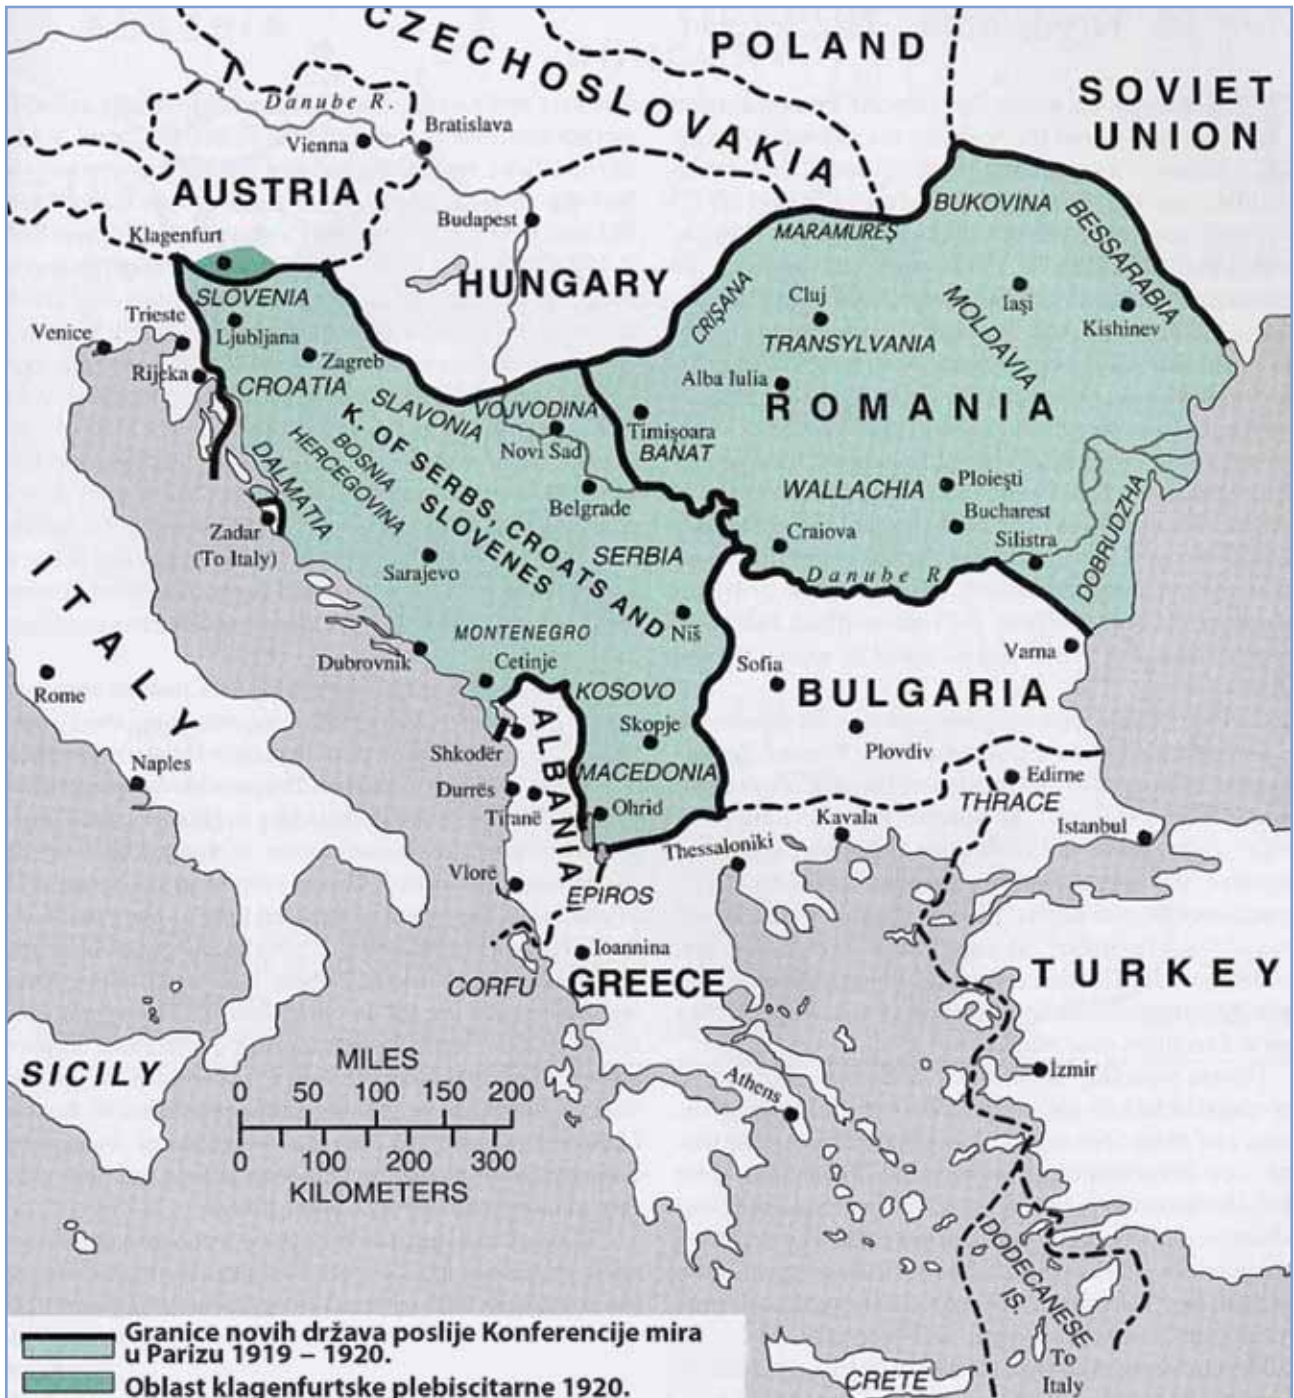 CZECHOSLOVAKIA
POLAND
SOVIET
UNION
Danube R.
Bratislava
Vienna
AUSTRIA
BUKOVINA
BESSARABIA
Budapest
MARAMUREŞ
Klagenfurt
HUNGARY
CRIŞANA
Cluj
Iaşi
MOLDAVIA
Kishinev
SLOVENIA
Trieste
Ljubljana
Venice
TRANSYLVANIA
Zagreb
Rijeka
CROATIA
Alba Iulia
ROMANIA
SLAVONIA
VOJVODINA
Timişoara
BANAT
Novi Sad
K. OF SERBS, CROATS AND
SLOVENES
BOSNIA
HERCEGOVINA
DALMATIA
Belgrade
WALLACHIA
Ploieşti
Bucharest
DOBRUDZHA
Zadar
(To Italy)
Craiova
Silistra
SERBIA
Sarajevo
Danube R
ITALY
MONTENEGRO
Niš
Dubrovnik
Cetinje
Sofia
Varna
Rome
KOSOVO
BULGARIA
Skopje
Plovdiv
Shkodër
ALBANIA
MACEDONIA
Naples
Durrës
Edirne
THRACE
Tiranë
Ohrid
Kavala
Istanbul
Thessaloniki
Vlorë
EPIROS
Ioannina
CORFU
GREECE
TURKEY
SICILY
MILES
0 50 100 150 200
0 100 200 300
KILOMETERS
Athens
İzmir
DODECANESE
IS.
To
Italy
CRETE
Granice novih država poslije Konferencije mira
u Parizu 1919 – 1920.
Oblast klagenfurtske plebiscitarne 1920.